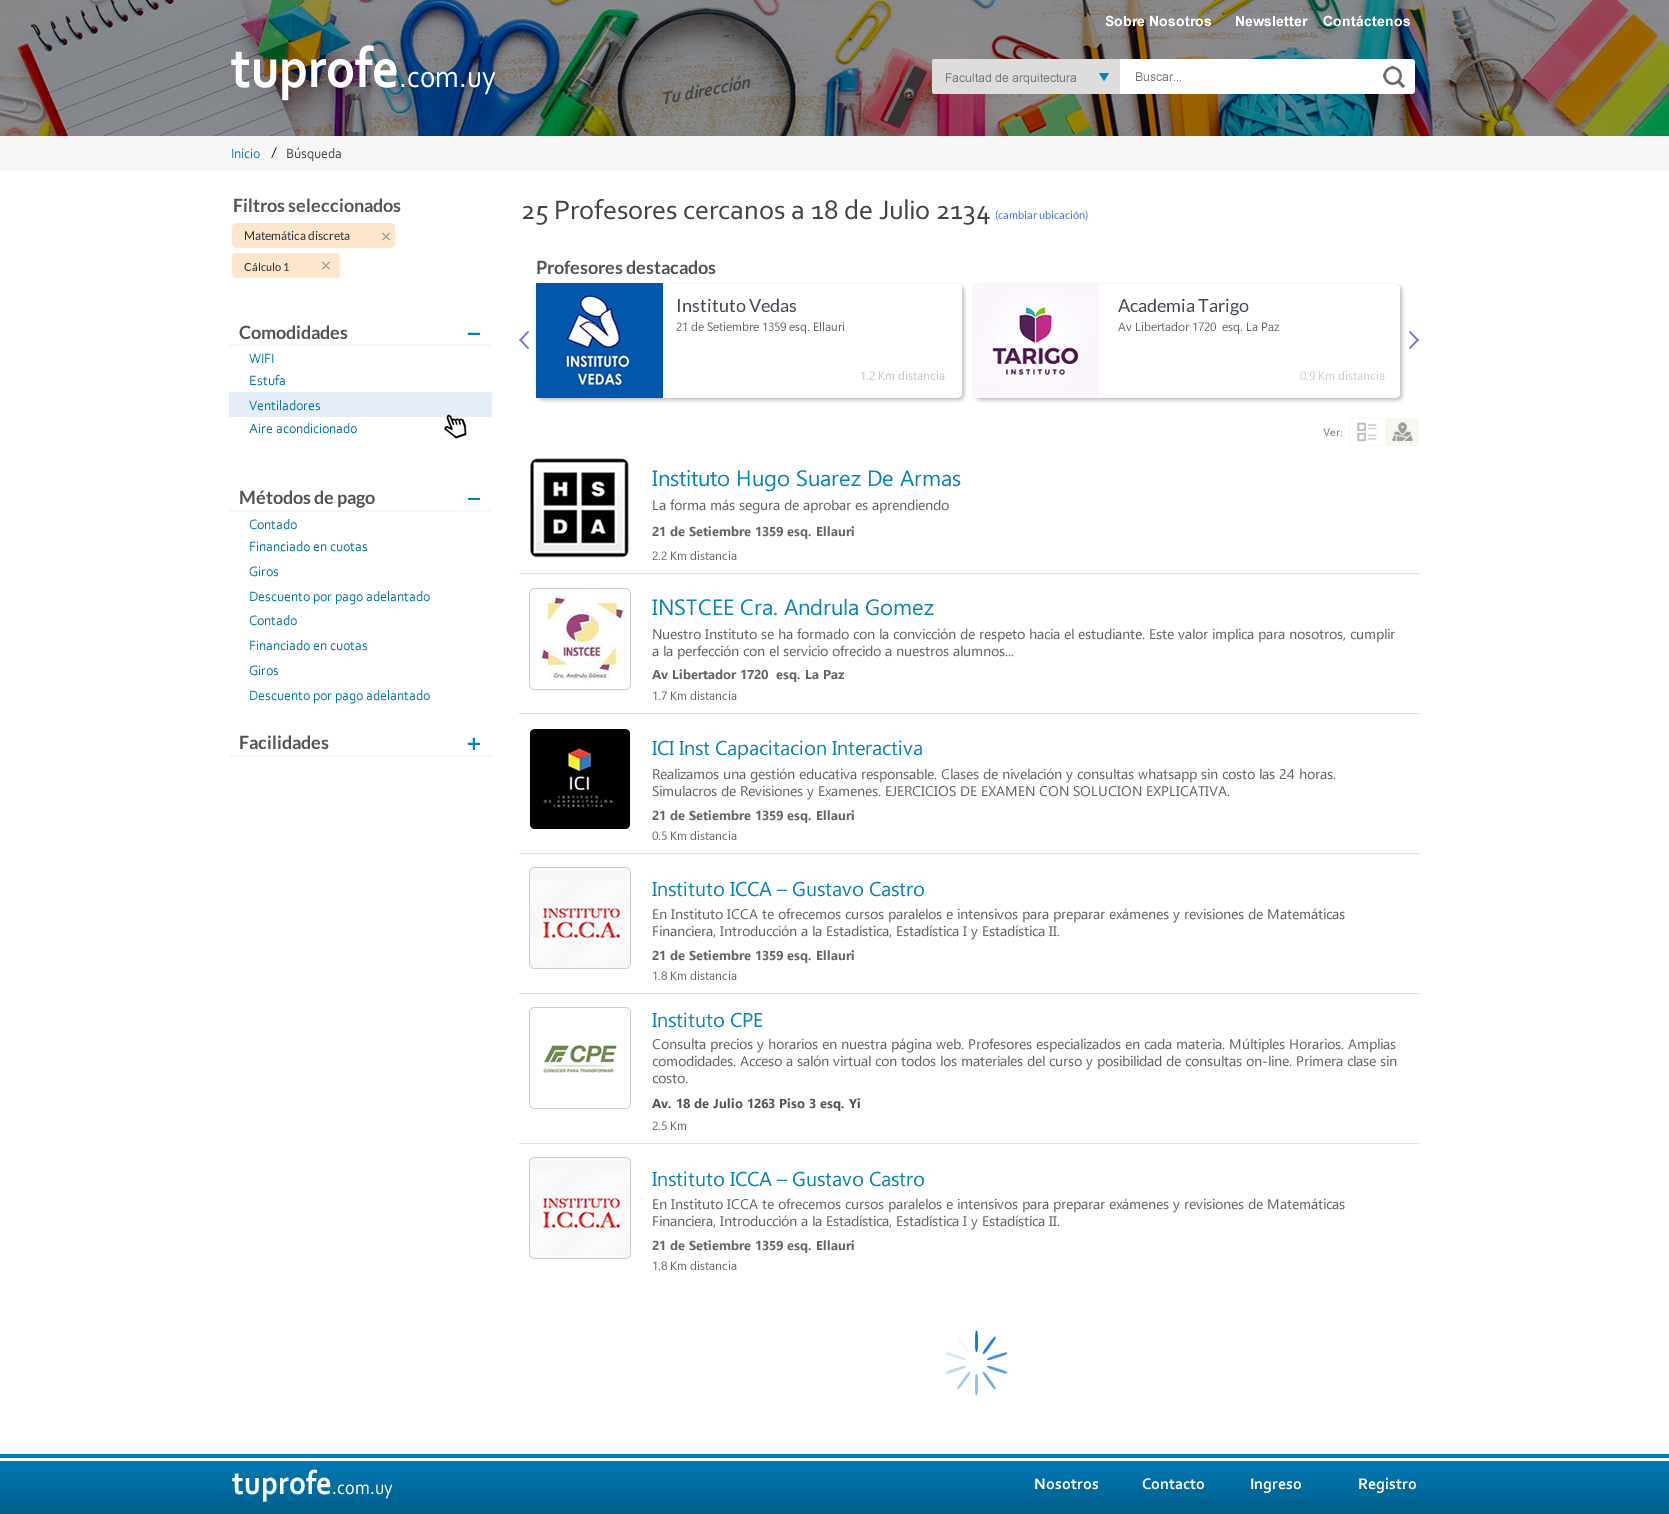 Sobre Nosotros Newsletter Contáctenos
tuprofe.com.uy
Tu dirección
Facultad de arquitectura
Buscar...
Inicio / Búsqueda
Filtros seleccionados
Matemática discreta ×
Cálculo 1 ×
Comodidades −
WIFI
Estufa
Ventiladores
Aire acondicionado
Métodos de pago −
Contado
Financiado en cuotas
Giros
Descuento por pago adelantado
Contado
Financiado en cuotas
Giros
Descuento por pago adelantado
Facilidades +
25 Profesores cercanos a 18 de Julio 2134 (cambiar ubicación)
Profesores destacados
INSTITUTO
VEDAS
Instituto Vedas
21 de Setiembre 1359 esq. Ellauri
1.2 Km distancia
TARIGO
INSTITUTO
Academia Tarigo
Av Libertador 1720 esq. La Paz
0.9 Km distancia
Ver:
H S
D A
Instituto Hugo Suarez De Armas
La forma más segura de aprobar es aprendiendo
21 de Setiembre 1359 esq. Ellauri
2.2 Km distancia
INSTCEE
Cra. Andrula Gómez
INSTCEE Cra. Andrula Gomez
Nuestro Instituto se ha formado con la convicción de respeto hacia el estudiante. Este valor implica para nosotros, cumplir
a la perfección con el servicio ofrecido a nuestros alumnos...
Av Libertador 1720 esq. La Paz
1.7 Km distancia
ICI
INSTITUTO
DE CAPACITACIÓN
INTERACTIVA
ICI Inst Capacitacion Interactiva
Realizamos una gestión educativa responsable. Clases de nivelación y consultas whatsapp sin costo las 24 horas.
Simulacros de Revisiones y Examenes. EJERCICIOS DE EXAMEN CON SOLUCION EXPLICATIVA.
21 de Setiembre 1359 esq. Ellauri
0.5 Km distancia
INSTITUTO
I.C.C.A.
Instituto ICCA – Gustavo Castro
En Instituto ICCA te ofrecemos cursos paralelos e intensivos para preparar exámenes y revisiones de Matemáticas
Financiera, Introducción a la Estadística, Estadística I y Estadística II.
21 de Setiembre 1359 esq. Ellauri
1.8 Km distancia
CPE
CONOCER PARA TRANSFORMAR
Instituto CPE
Consulta precios y horarios en nuestra página web. Profesores especializados en cada materia. Múltiples Horarios. Amplias
comodidades. Acceso a salón virtual con todos los materiales del curso y posibilidad de consultas on-line. Primera clase sin
costo.
Av. 18 de Julio 1263 Piso 3 esq. Yi
2.5 Km
INSTITUTO
I.C.C.A.
Instituto ICCA – Gustavo Castro
En Instituto ICCA te ofrecemos cursos paralelos e intensivos para preparar exámenes y revisiones de Matemáticas
Financiera, Introducción a la Estadística, Estadística I y Estadística II.
21 de Setiembre 1359 esq. Ellauri
1.8 Km distancia
tuprofe.com.uy
Nosotros Contacto Ingreso Registro